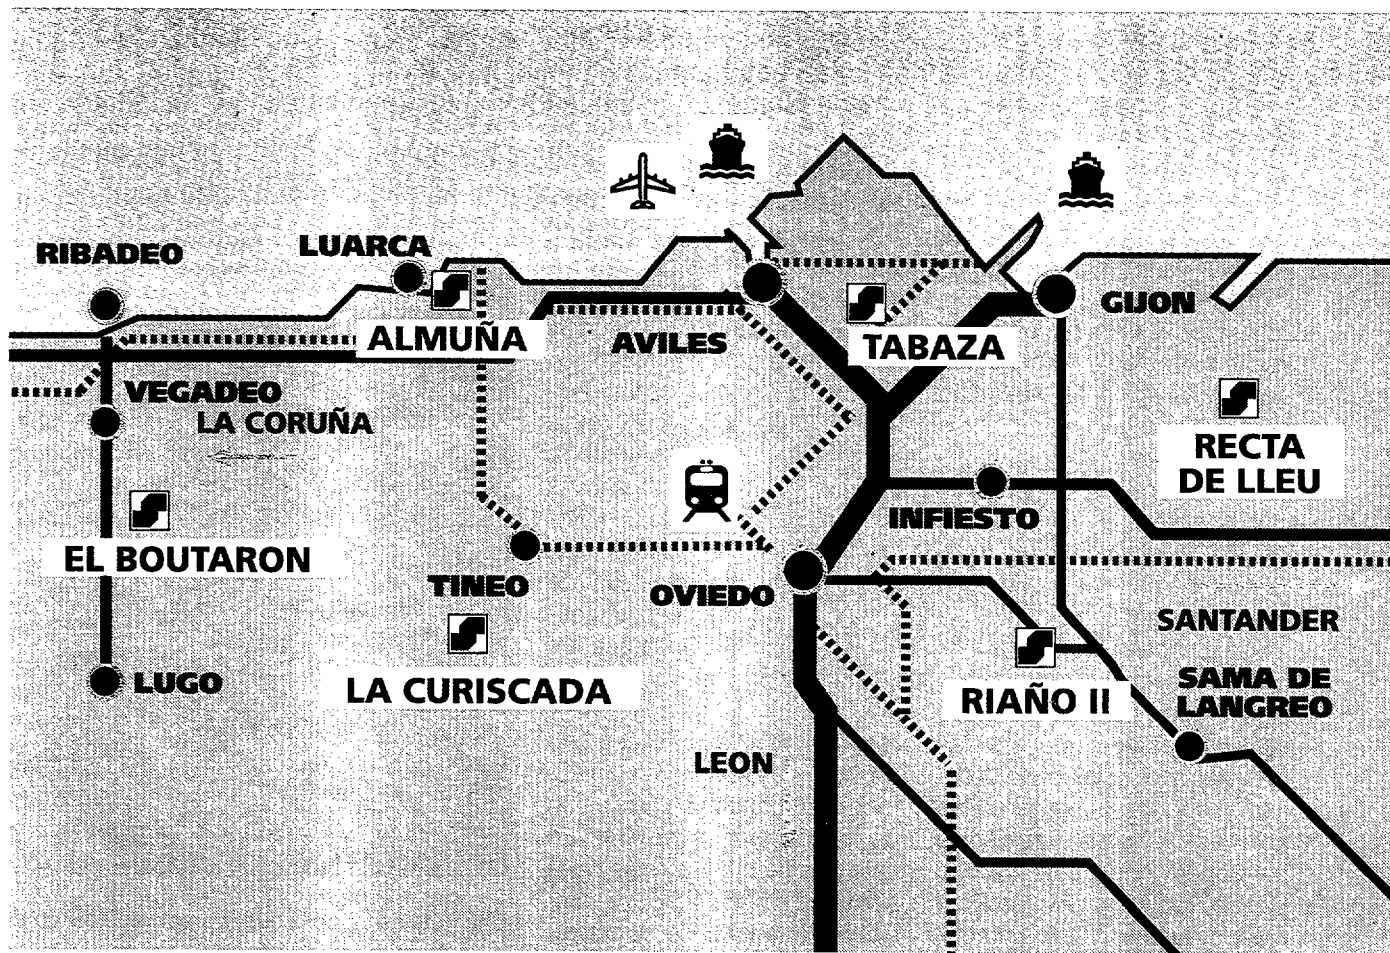 RIBADEO
LUARCA
ALMUÑA
AVILES
TABAZA
GIJON
VEGADEO
LA CORUÑA
RECTA
DE LLEU
INFIESTO
EL BOUTARON
TINEO
OVIEDO
SANTANDER
LUGO
LA CURISCADA
RIAÑO II
SAMA DE
LANGREO
LEON